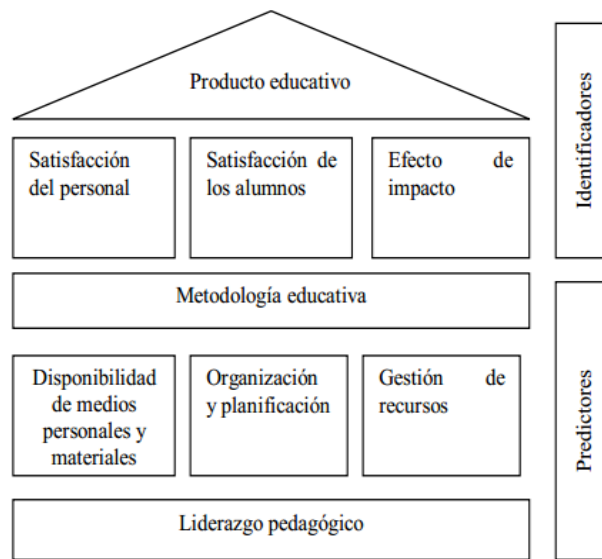 Producto educativo
Identificadores
Satisfacción
del personal
Satisfacción de
los alumnos
Efecto de
impacto
Metodología educativa
Predictores
Disponibilidad
de medios
personales y
materiales
Organización
y planificación
Gestión de
recursos
Liderazgo pedagógico